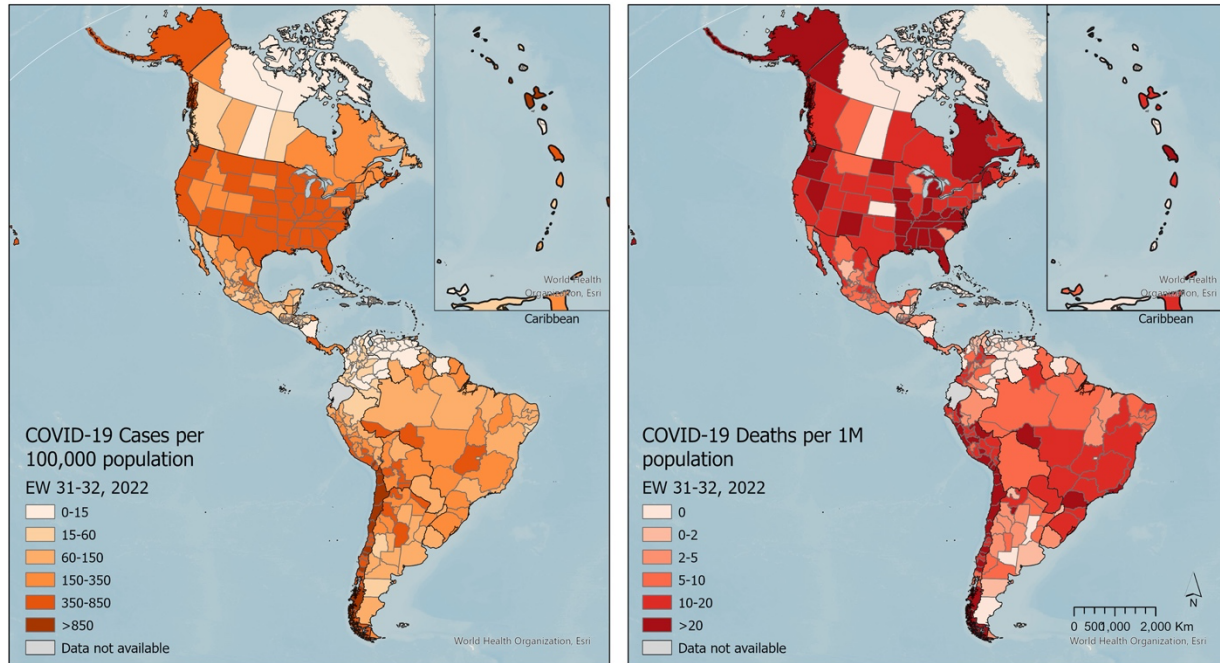 World Health
Organization, Esri
Caribbean
COVID-19 Cases per
100,000 population
EW 31-32, 2022
0-15
15-60
60-150
150-350
350-850
>850
Data not available
World Health Organization, Esri
World Health
Organization, Esri
Caribbean
COVID-19 Deaths per 1M
population
EW 31-32, 2022
0
0-2
2-5
5-10
10-20
>20
Data not available
N
0 500 1,000 2,000 Km
World Health Organization, Esri